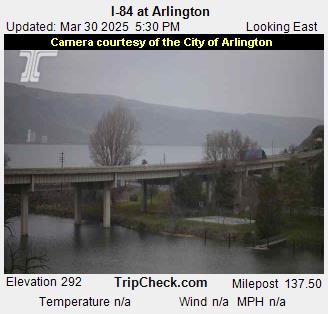 I-84 at Arlington
Updated: Mar 30 2025 5:30 PM Looking East
Camera courtesy of the City of Arlington
Elevation 292 TripCheck.com Milepost 137.50
Temperature n/a Wind n/a MPH n/a